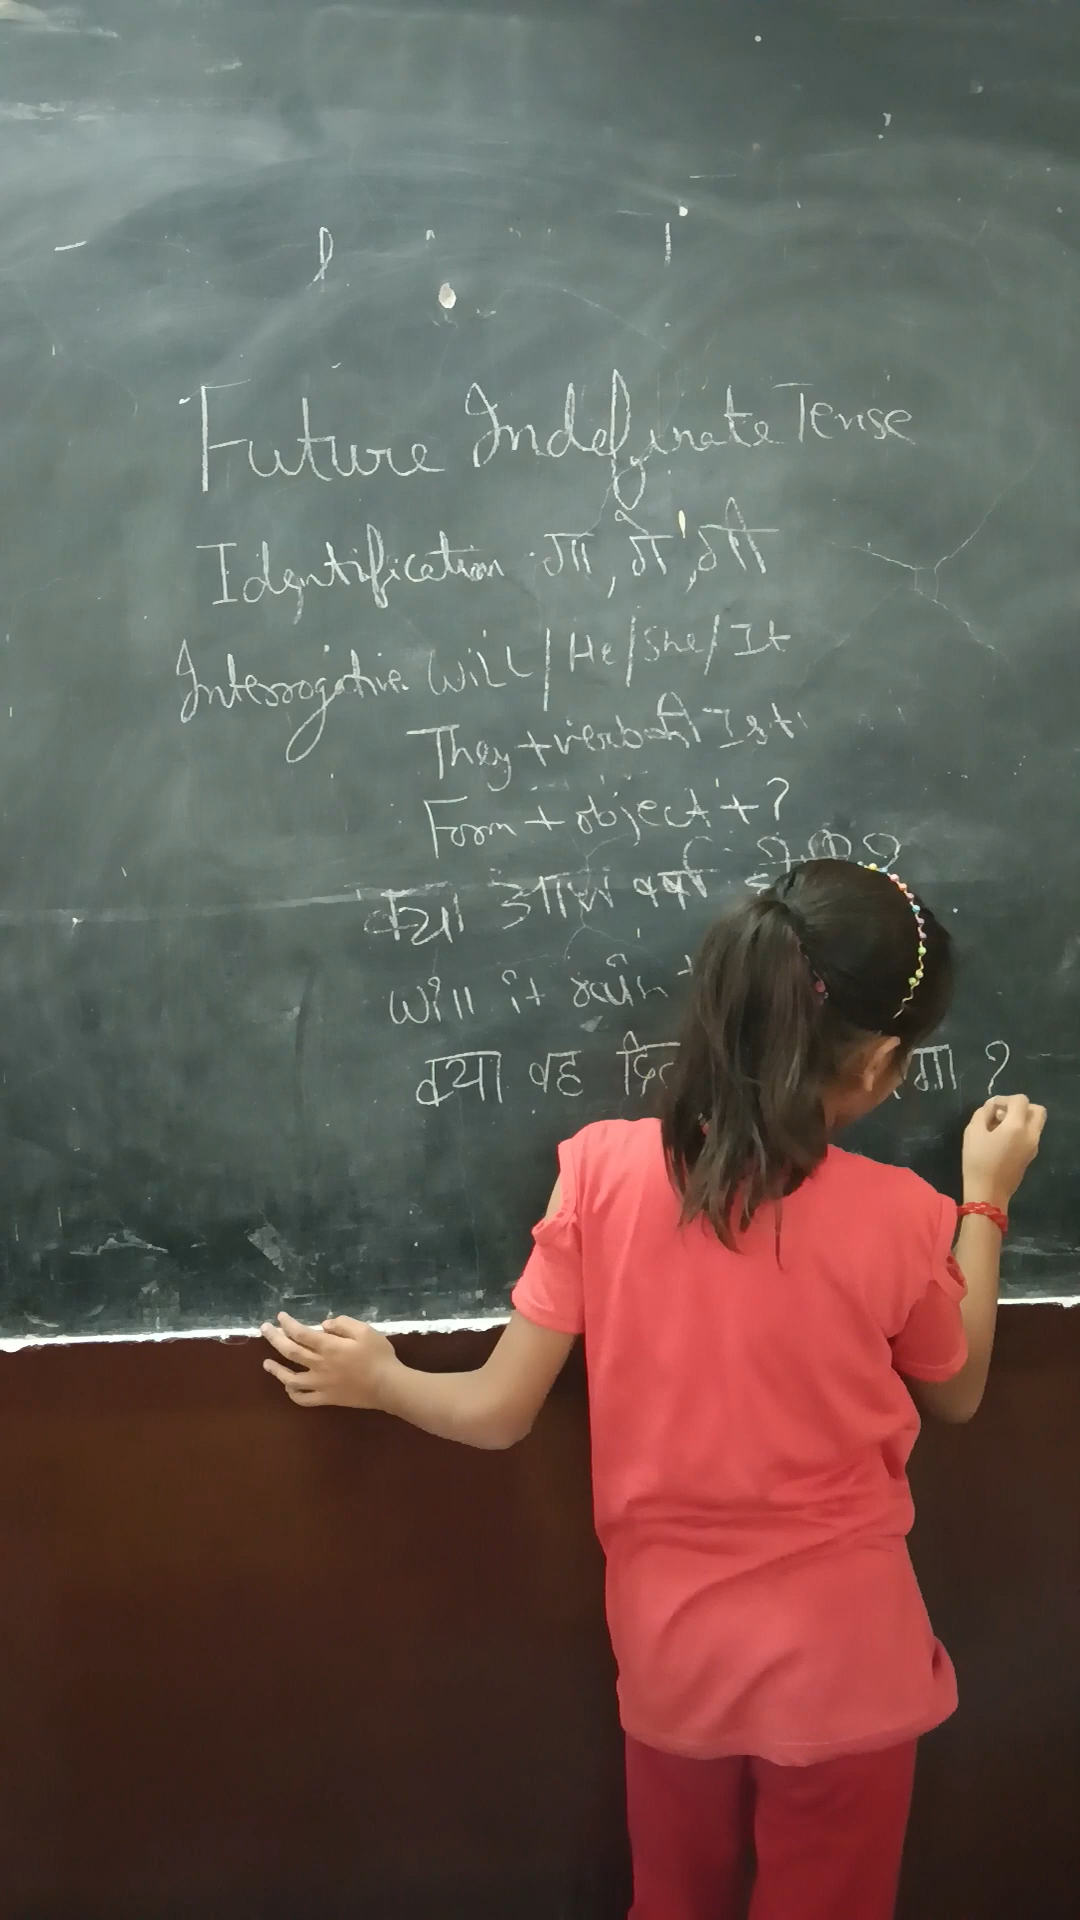 Future Indefinate Tense
Identification गा, गे, गी
Interrogative Will/He/She/It
They + verb Ist
Form + object + ?
क्या आज वर्षा होगी?
Will it rain
क्या वह गा ?